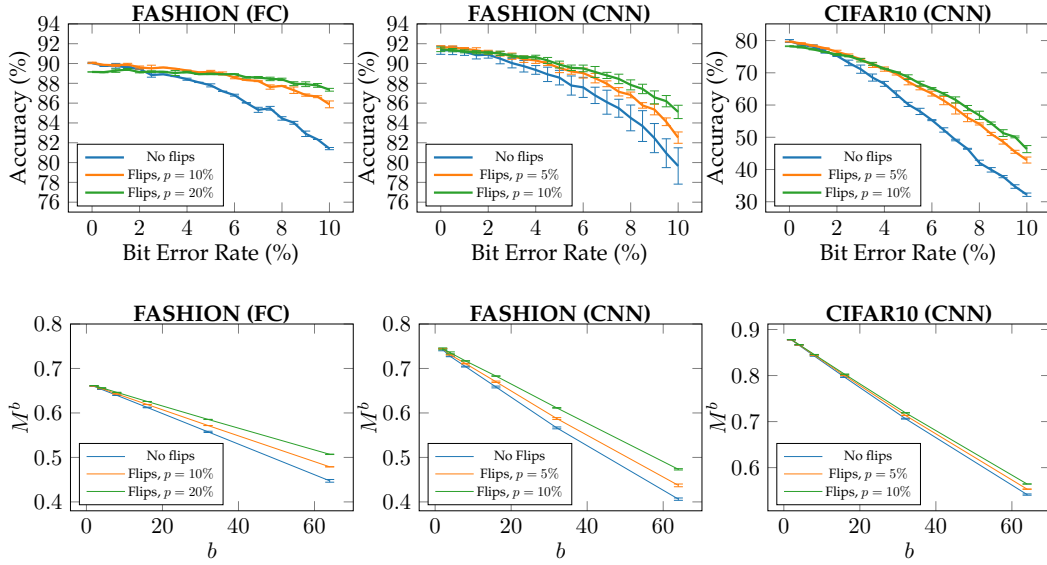 FASHION (FC)
94
92
90
88
86
84
82
80
78
76
Accuracy (%)
No flips
Flips, p = 10%
Flips, p = 20%
0 2 4 6 8 10
Bit Error Rate (%)
FASHION (CNN)
94
92
90
88
86
84
82
80
78
76
Accuracy (%)
No flips
Flips, p = 5%
Flips, p = 10%
0 2 4 6 8 10
Bit Error Rate (%)
CIFAR10 (CNN)
80
70
60
50
40
30
Accuracy (%)
No flips
Flips, p = 5%
Flips, p = 10%
0 2 4 6 8 10
Bit Error Rate (%)
FASHION (FC)
0.8
0.7
0.6
0.5
0.4
M^b
No flips
Flips, p = 10%
Flips, p = 20%
0 20 40 60
b
FASHION (CNN)
0.8
0.7
0.6
0.5
0.4
M^b
No Flips
Flips, p = 5%
Flips, p = 10%
0 20 40 60
b
CIFAR10 (CNN)
0.9
0.8
0.7
0.6
M^b
No flips
Flips, p = 5%
Flips, p = 10%
0 20 40 60
b